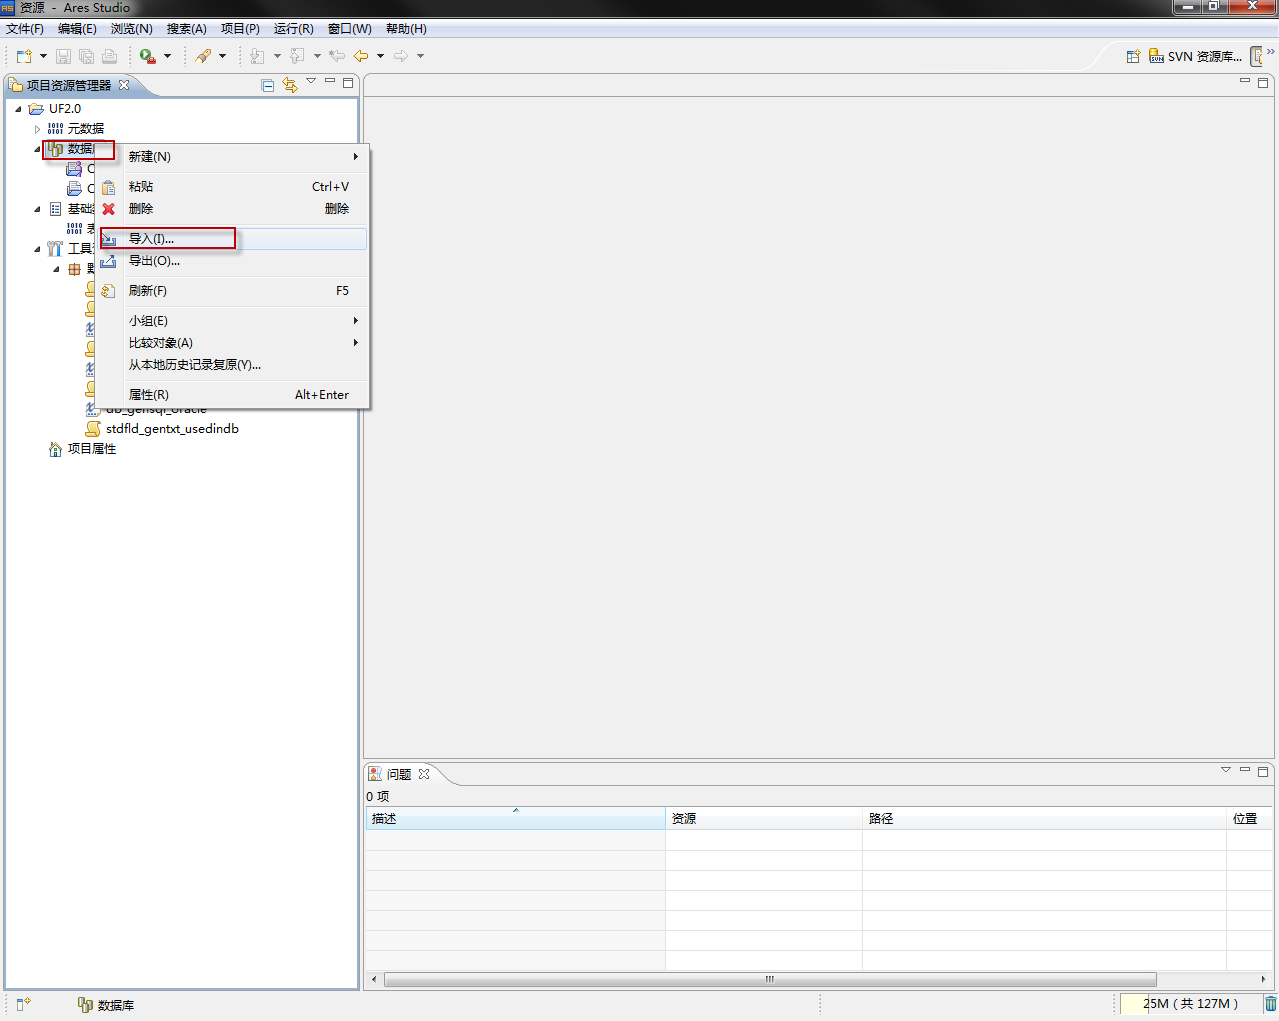 资源 - Ares Studio
文件(F) 编辑(E) 浏览(N) 搜索(A) 项目(P) 运行(R) 窗口(W) 帮助(H)
SVN 资源库...
项目资源管理器
UF2.0
元数据
数据
新建(N)
C
粘贴 Ctrl+V
C
删除 删除
基础
表
导入(I)...
工具
导出(O)...
刷新(F) F5
小组(E)
比较对象(A)
从本地历史记录复原(Y)...
属性(R) Alt+Enter
db_gensql_oracle
stdfld_gentxt_usedindb
项目属性
问题
0 项
描述 资源 路径 位置
数据库
25M ( 共 127M )